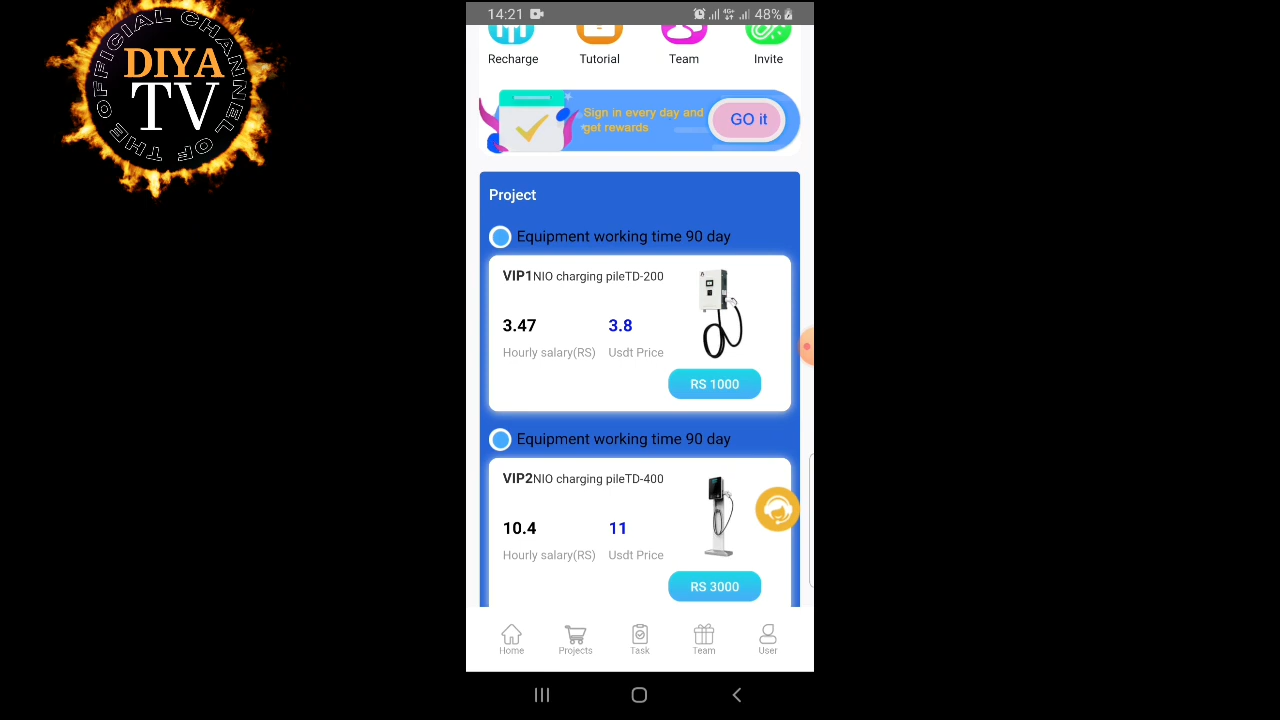 OFFICIAL CHANNEL OF THE
DIYA
TV
14:21
4G+
48%
Recharge
Tutorial
Team
Invite
Sign in every day and
get rewards
GO it
Project
Equipment working time 90 day
VIP1NIO charging pileTD-200
3.47
3.8
Hourly salary(RS)
Usdt Price
RS 1000
Equipment working time 90 day
VIP2NIO charging pileTD-400
10.4
11
Hourly salary(RS)
Usdt Price
RS 3000
Home
Projects
Task
Team
User